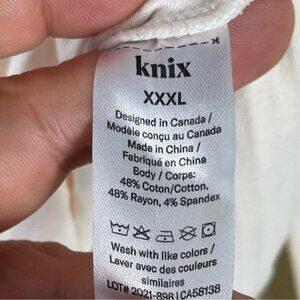 knix
XXXL
Designed in Canada /
Modèle conçu au Canada
Made in China /
Fabriqué en China
Body / Corps:
48% Coton/Cotton,
48% Rayon, 4% Spandex
Wash with like colors /
Laver avec des couleurs
similaires
LOT# 2021-898 | CA58138